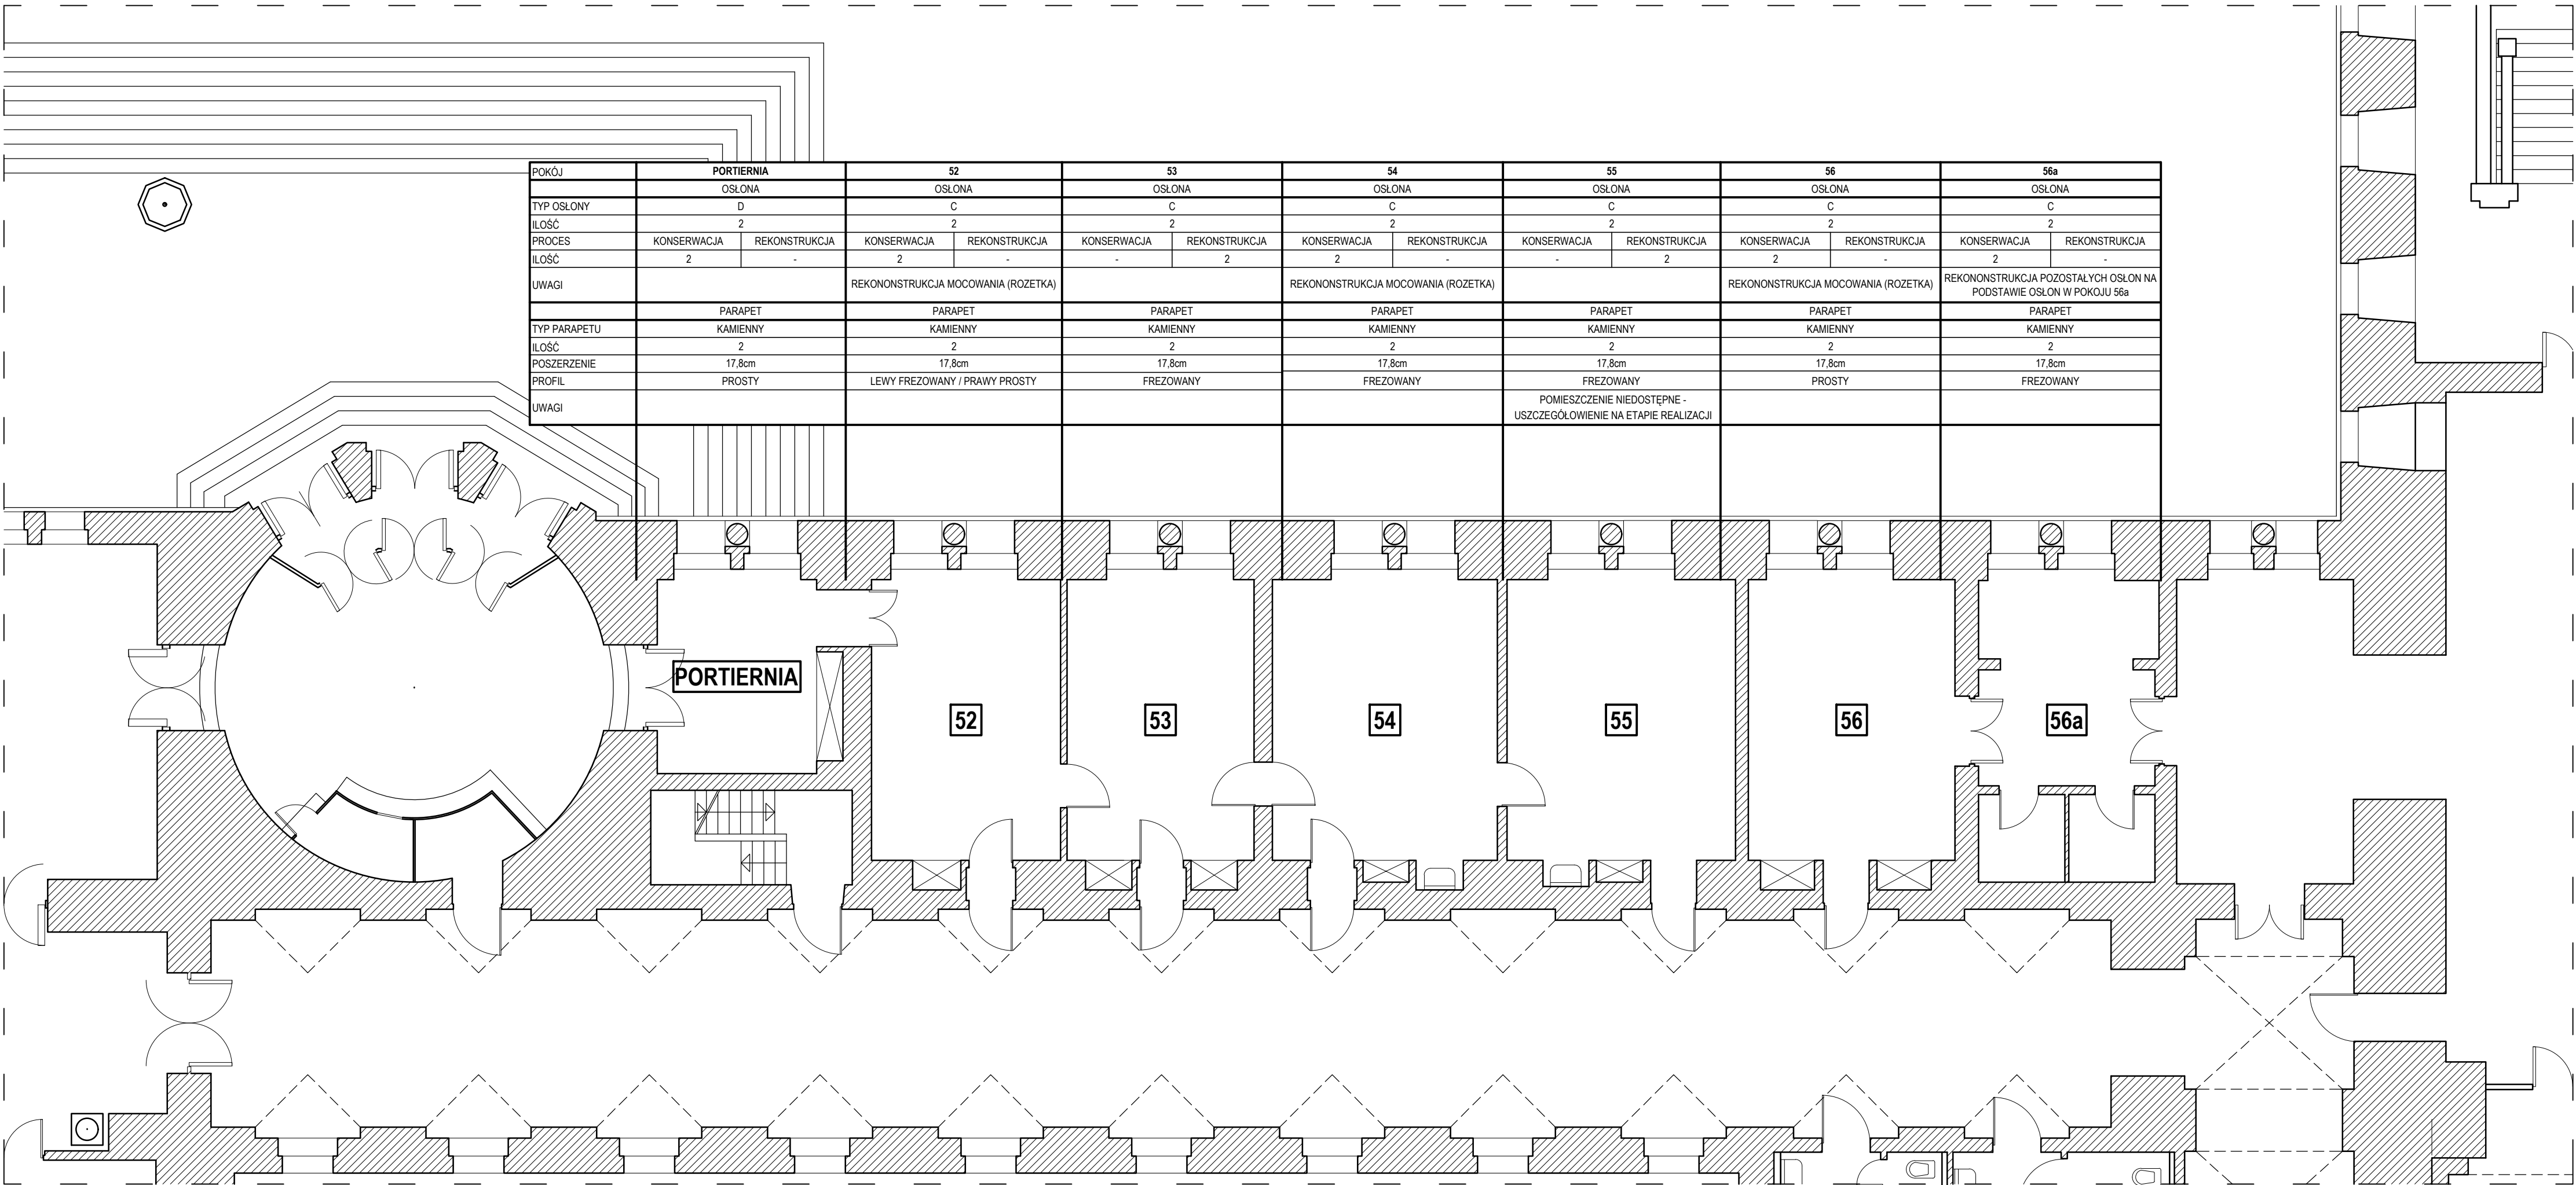 POKÓJ PORTIERNIA 52 53 54 55 56 56a
OSŁONA OSŁONA OSŁONA OSŁONA OSŁONA OSŁONA OSŁONA
TYP OSŁONY D C C C C C C
ILOŚĆ 2 2 2 2 2 2 2
PROCES KONSERWACJA REKONSTRUKCJA KONSERWACJA REKONSTRUKCJA KONSERWACJA REKONSTRUKCJA KONSERWACJA REKONSTRUKCJA KONSERWACJA REKONSTRUKCJA KONSERWACJA REKONSTRUKCJA KONSERWACJA REKONSTRUKCJA
ILOŚĆ 2 - 2 - - 2 2 - - 2 2 - 2 -
UWAGI REKONONSTRUKCJA MOCOWANIA (ROZETKA) REKONONSTRUKCJA MOCOWANIA (ROZETKA) REKONONSTRUKCJA MOCOWANIA (ROZETKA) REKONONSTRUKCJA POZOSTAŁYCH OSŁON NA
PODSTAWIE OSŁON W POKOJU 56a
PARAPET PARAPET PARAPET PARAPET PARAPET PARAPET PARAPET
TYP PARAPETU KAMIENNY KAMIENNY KAMIENNY KAMIENNY KAMIENNY KAMIENNY KAMIENNY
ILOŚĆ 2 2 2 2 2 2 2
POSZERZENIE 17,8cm 17,8cm 17,8cm 17,8cm 17,8cm 17,8cm 17,8cm
PROFIL PROSTY LEWY FREZOWANY / PRAWY PROSTY FREZOWANY FREZOWANY FREZOWANY PROSTY FREZOWANY
UWAGI POMIESZCZENIE NIEDOSTĘPNE -
USZCZEGÓŁOWIENIE NA ETAPIE REALIZACJI
PORTIERNIA
52 53 54 55 56 56a